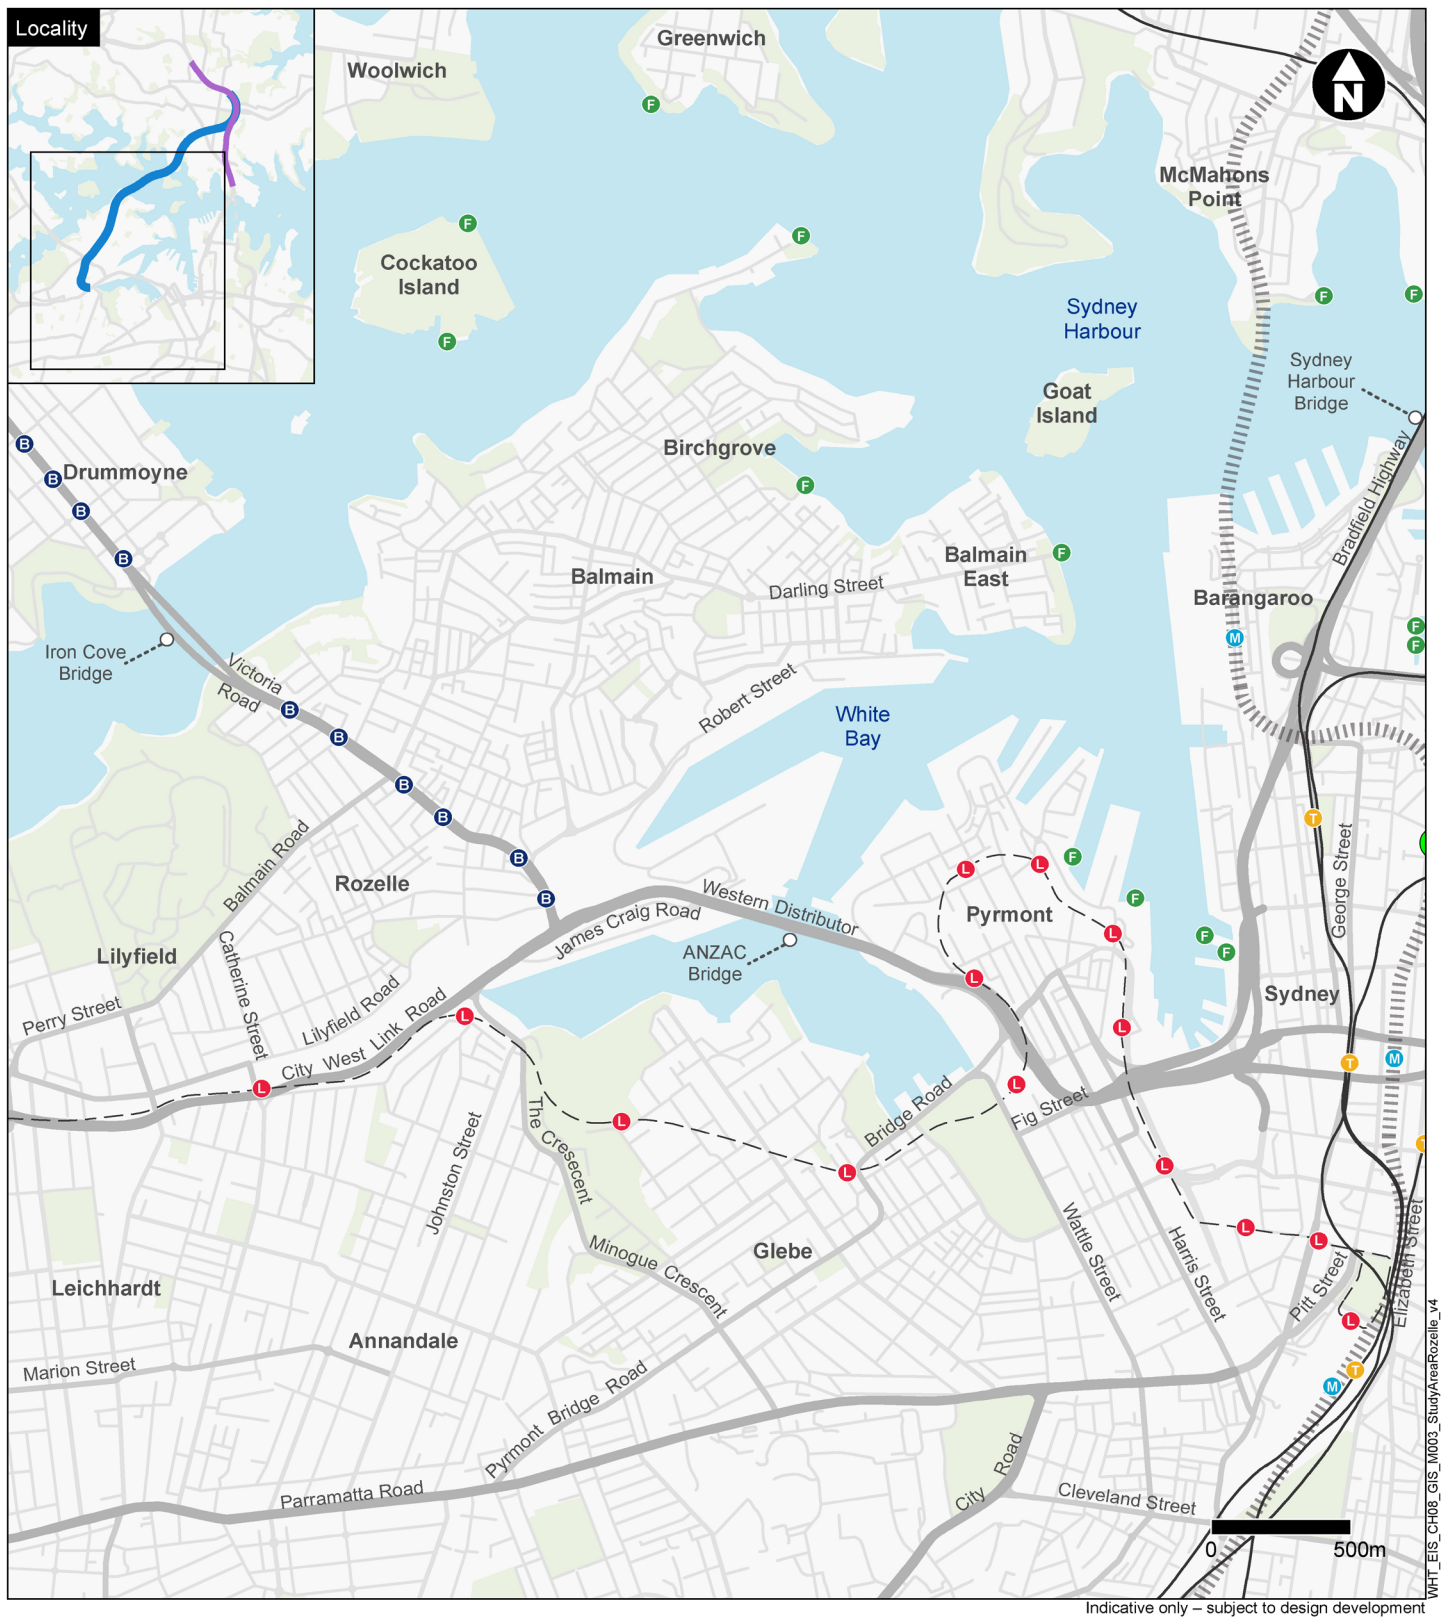 Locality
Woolwich
Greenwich
N
F
McMahons
Point
F
Cockatoo
Island
F
F
F
F
Sydney
Harbour
Sydney
Harbour
Bridge
Goat
Island
Bradfield Highway
B
B
Drummoyne
B
B
Birchgrove
F
Balmain
Darling Street
Balmain
East
F
Barangaroo
M
F
F
Iron Cove
Bridge
Victoria
Road
B
B
B
B
B
B
Robert Street
White
Bay
T
George Street
Balmain Road
Rozelle
Lilyfield
Catherine Street
Perry Street
Lilyfield Road
City West Link Road
James Craig Road
Western Distributor
ANZAC
Bridge
L
L
F
Pyrmont
F
L
F
F
L
L
Sydney
T
M
L
L
L
L
L
Fig Street
Bridge Road
The Cresecent
Johnston Street
L
Wattle Street
Harris Street
L
L
Pitt Street
Elizabeth Street
L
T
T
M
Glebe
Minogue Crescent
Leichhardt
Annandale
Marion Street
Pyrmont Bridge Road
Parramatta Road
City Road
Cleveland Street
0 500m
WHT_EIS_CH08_GIS_M003_StudyAreaRozelle_v4
Indicative only – subject to design development